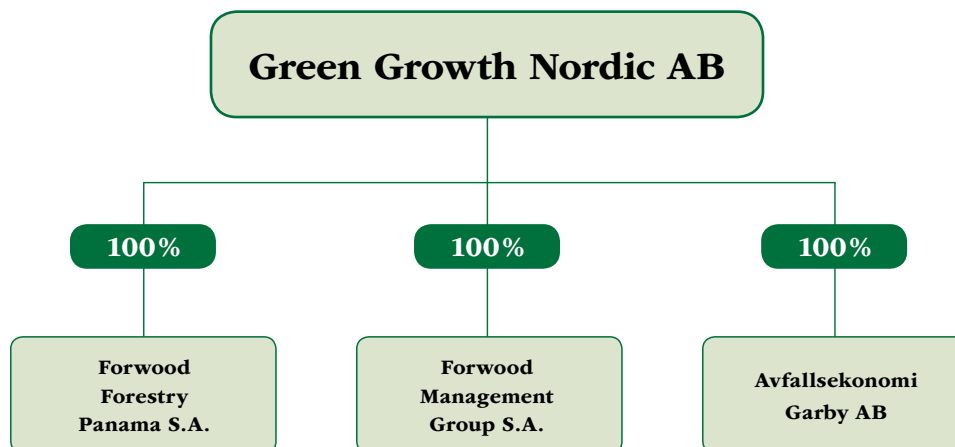 Green Growth Nordic AB
100%
100%
100%
Forwood
Forestry
Panama S.A.
Forwood
Management
Group S.A.
Avfallsekonomi
Garby AB